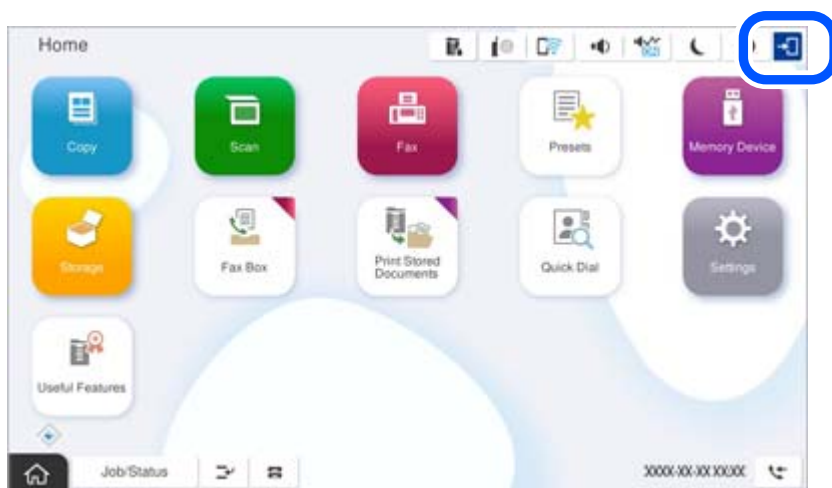 Home
Copy
Scan
Fax
Presets
Memory Device
Storage
Fax Box
Print Stored
Documents
Quick Dial
Settings
Useful Features
Job/Status
XXXX-XX-XX XX:XX